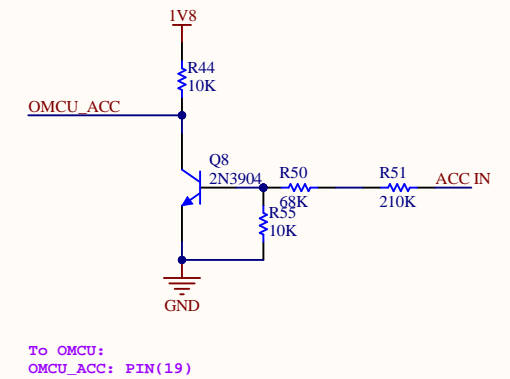 1V8
R44
10K
OMCU_ACC
Q8
2N3904
R50
68K
R51
210K
ACC IN
R55
10K
GND
To OMCU:
OMCU_ACC: PIN(19)